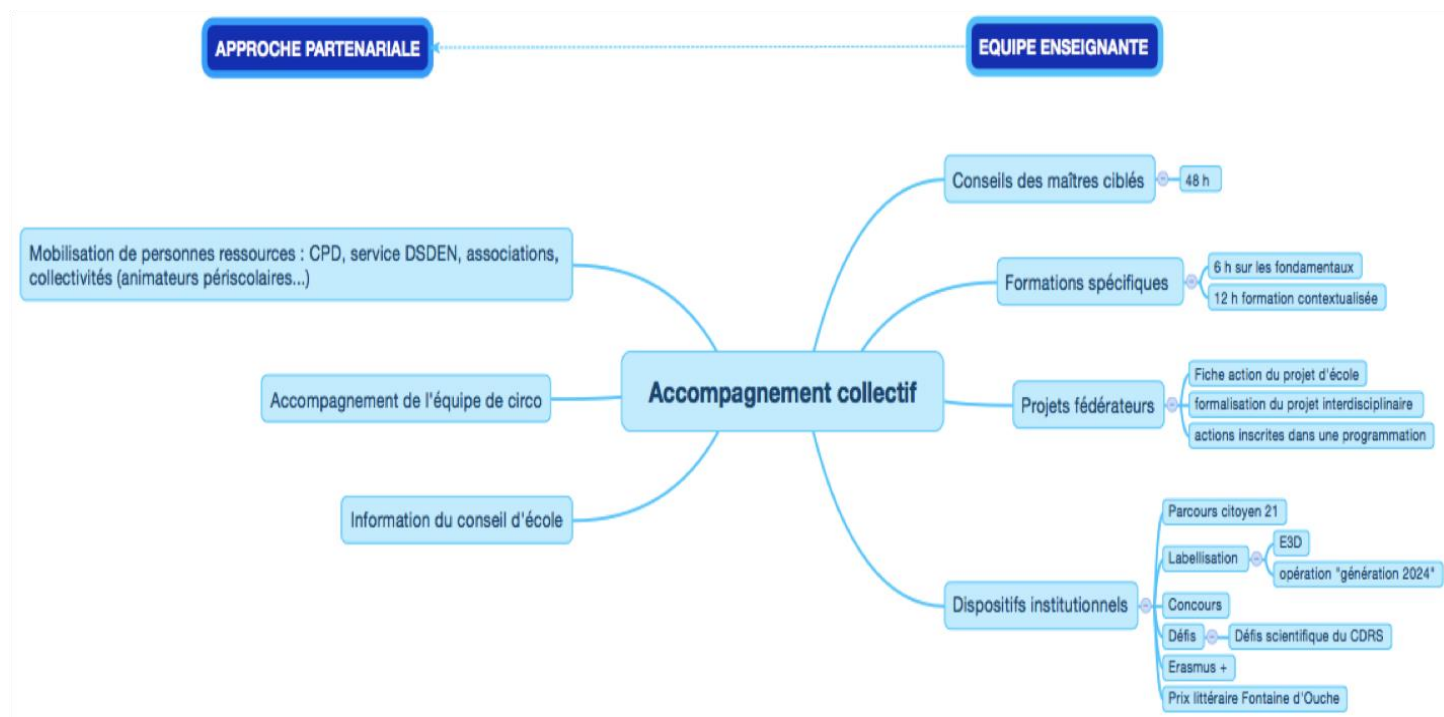 APPROCHE PARTENARIALE
EQUIPE ENSEIGNANTE
Mobilisation de personnes ressources : CPD, service DSDEN, associations,
collectivités (animateurs périscolaires...)
Accompagnement de l'équipe de circo
Information du conseil d'école
Accompagnement collectif
Conseils des maîtres ciblés
48 h
Formations spécifiques
6 h sur les fondamentaux
12 h formation contextualisée
Projets fédérateurs
Fiche action du projet d'école
formalisation du projet interdisciplinaire
actions inscrites dans une programmation
Dispositifs institutionnels
Parcours citoyen 21
Labellisation
E3D
opération "génération 2024"
Concours
Défis
Défis scientifique du CDRS
Erasmus +
Prix littéraire Fontaine d'Ouche